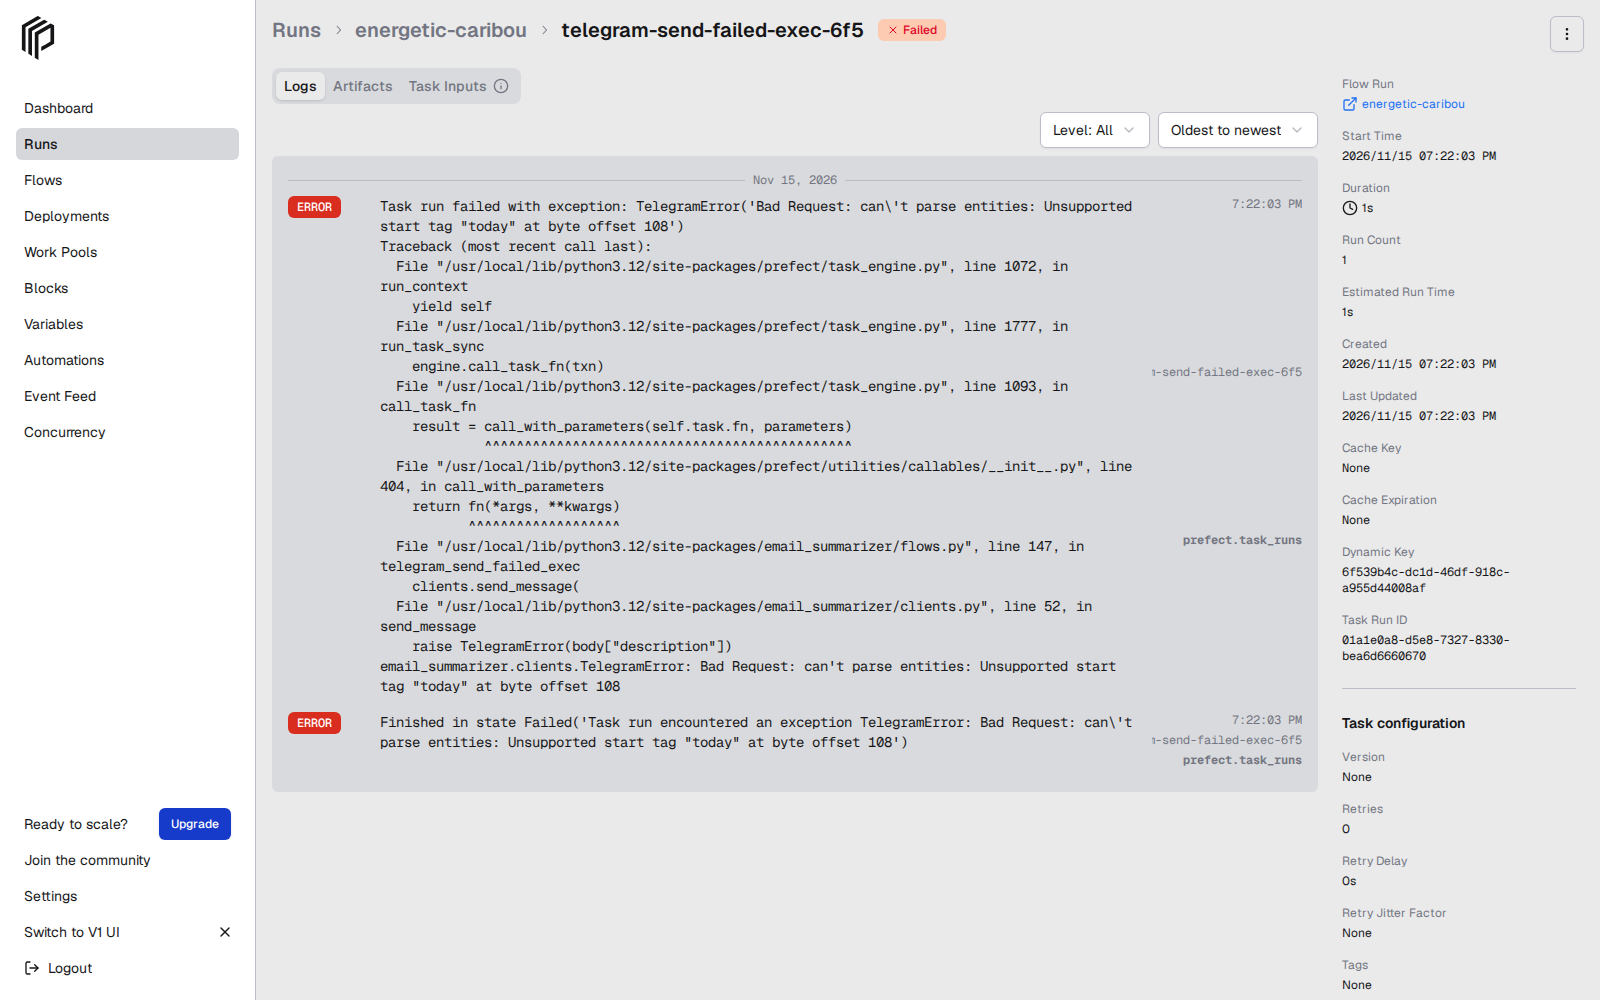 Dashboard
Runs
Flows
Deployments
Work Pools
Blocks
Variables
Automations
Event Feed
Concurrency
Ready to scale?
Upgrade
Join the community
Settings
Switch to V1 UI
Logout
Runs > energetic-caribou > telegram-send-failed-exec-6f5 Failed
Logs Artifacts Task Inputs
Level: All Oldest to newest
Nov 15, 2026
ERROR
Task run failed with exception: TelegramError('Bad Request: can\'t parse entities: Unsupported
start tag "today" at byte offset 108')
Traceback (most recent call last):
  File "/usr/local/lib/python3.12/site-packages/prefect/task_engine.py", line 1072, in
run_context
    yield self
  File "/usr/local/lib/python3.12/site-packages/prefect/task_engine.py", line 1777, in
run_task_sync
    engine.call_task_fn(txn)
  File "/usr/local/lib/python3.12/site-packages/prefect/task_engine.py", line 1093, in
call_task_fn
    result = call_with_parameters(self.task.fn, parameters)
             ^^^^^^^^^^^^^^^^^^^^^^^^^^^^^^^^^^^^^^^^^^^^^^
  File "/usr/local/lib/python3.12/site-packages/prefect/utilities/callables/__init__.py", line
404, in call_with_parameters
    return fn(*args, **kwargs)
           ^^^^^^^^^^^^^^^^^^^
  File "/usr/local/lib/python3.12/site-packages/email_summarizer/flows.py", line 147, in
telegram_send_failed_exec
    clients.send_message(
  File "/usr/local/lib/python3.12/site-packages/email_summarizer/clients.py", line 52, in
send_message
    raise TelegramError(body["description"])
email_summarizer.clients.TelegramError: Bad Request: can't parse entities: Unsupported start
tag "today" at byte offset 108
7:22:03 PM
-send-failed-exec-6f5
prefect.task_runs
ERROR
Finished in state Failed('Task run encountered an exception TelegramError: Bad Request: can\'t
parse entities: Unsupported start tag "today" at byte offset 108')
7:22:03 PM
-send-failed-exec-6f5
prefect.task_runs
Flow Run
energetic-caribou
Start Time
2026/11/15 07:22:03 PM
Duration
1s
Run Count
1
Estimated Run Time
1s
Created
2026/11/15 07:22:03 PM
Last Updated
2026/11/15 07:22:03 PM
Cache Key
None
Cache Expiration
None
Dynamic Key
6f539b4c-dc1d-46df-918c-
a955d44008af
Task Run ID
01a1e0a8-d5e8-7327-8330-
bea6d6660670
Task configuration
Version
None
Retries
0
Retry Delay
0s
Retry Jitter Factor
None
Tags
None